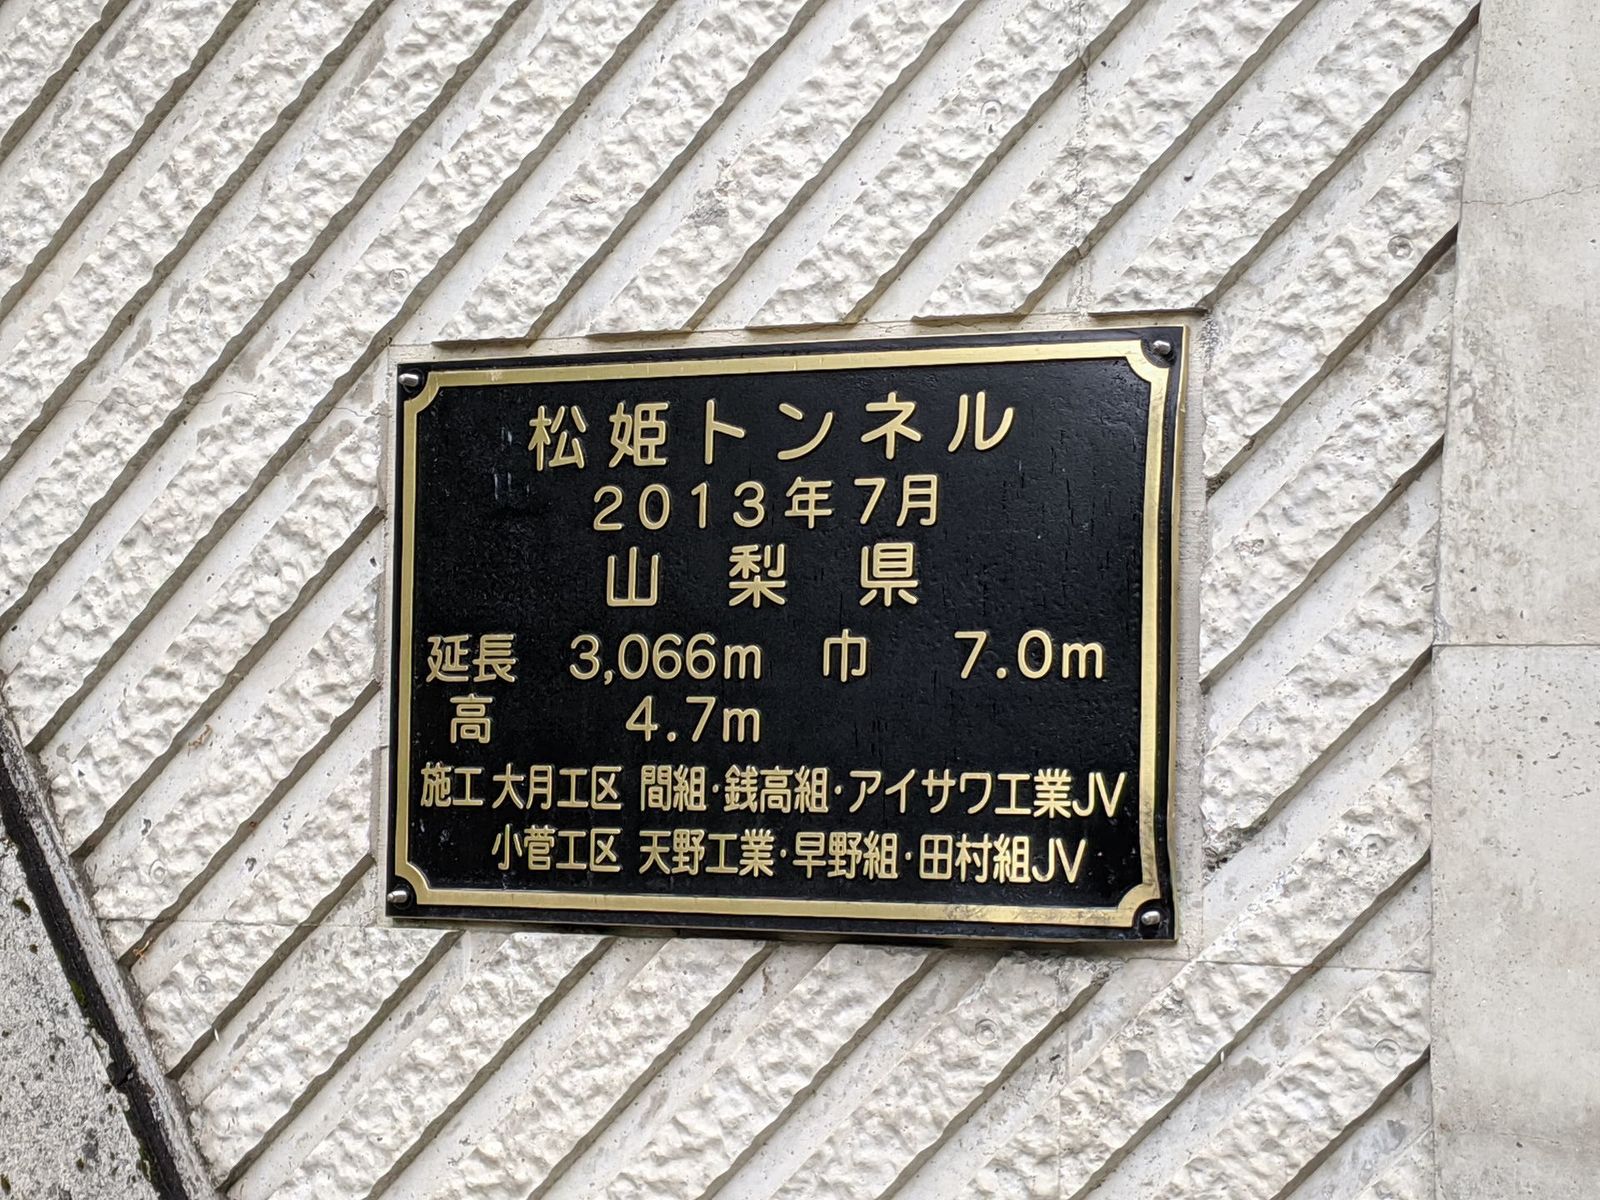 松姫トンネル
2013年7月
山梨県
延長 3,066m 巾 7.0m
高 4.7m
施工 大月工区 間組・銭高組・アイサワ工業JV
小菅工区 天野工業・早野組・田村組JV